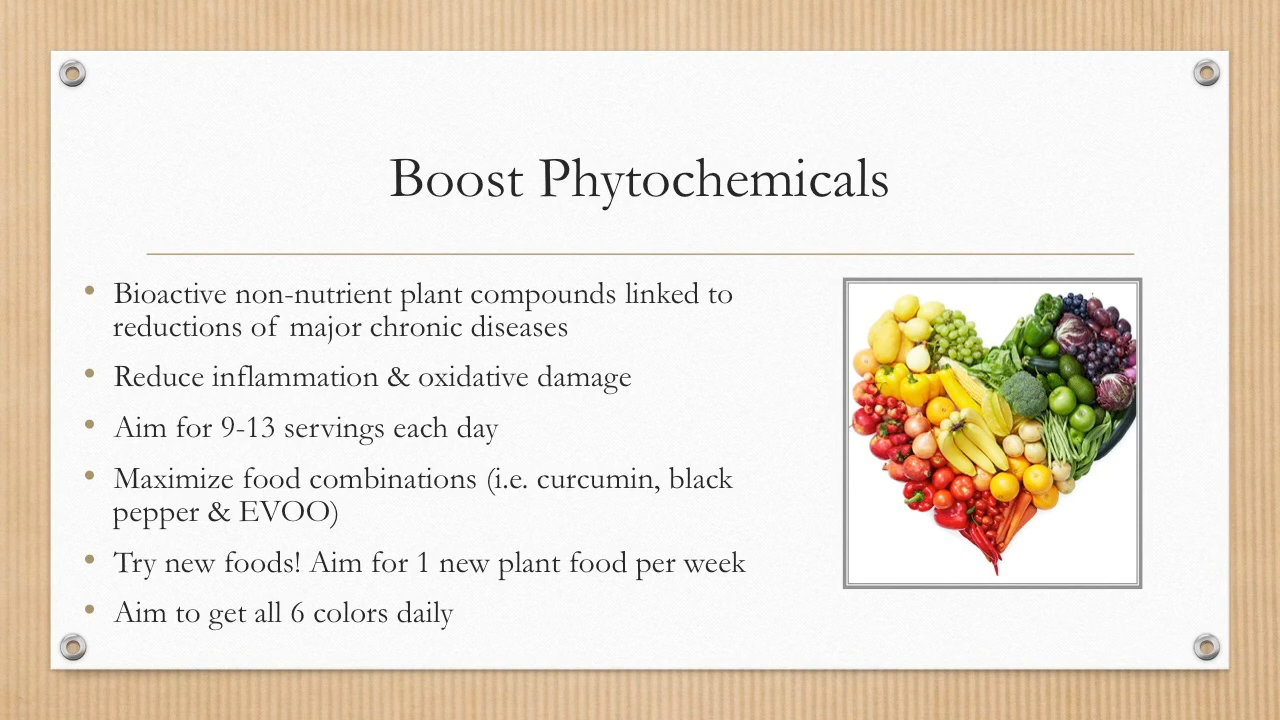 Boost Phytochemicals
• Bioactive non-nutrient plant compounds linked to
reductions of major chronic diseases
• Reduce inflammation & oxidative damage
• Aim for 9-13 servings each day
• Maximize food combinations (i.e. curcumin, black
pepper & EVOO)
• Try new foods! Aim for 1 new plant food per week
• Aim to get all 6 colors daily